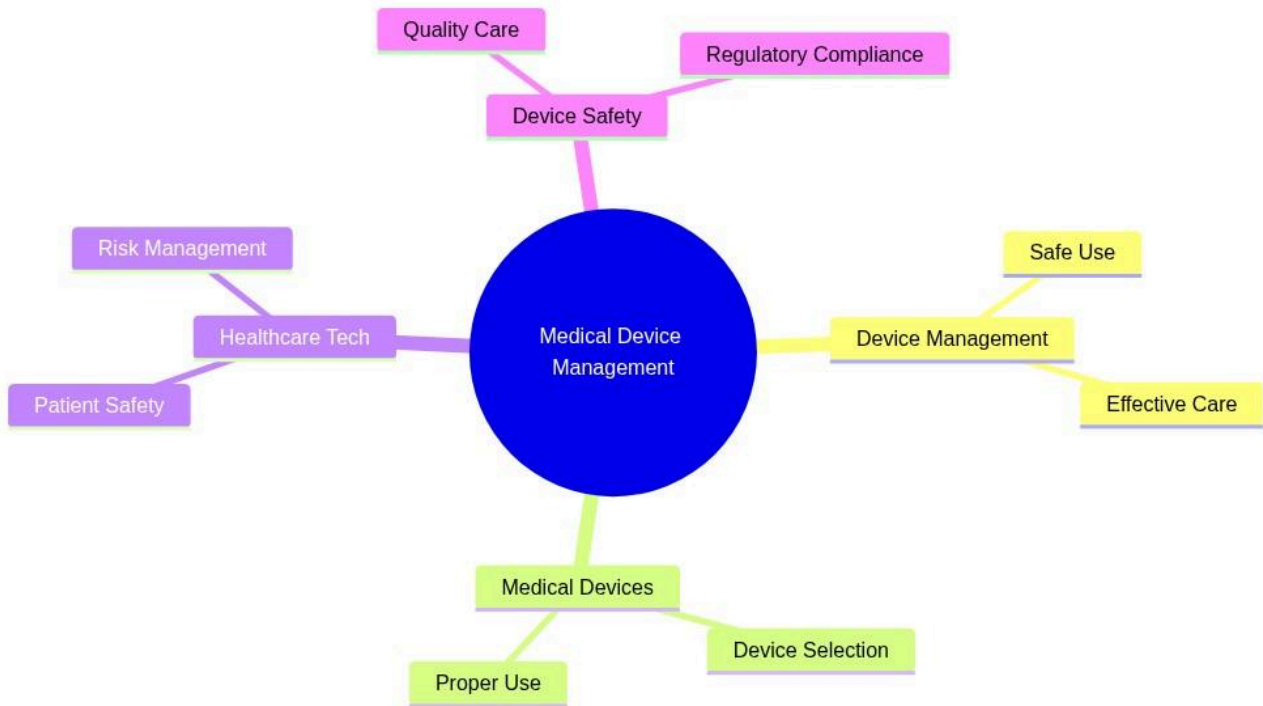 Quality Care
Regulatory Compliance
Device Safety
Risk Management
Safe Use
Healthcare Tech
Medical Device
Management
Device Management
Patient Safety
Effective Care
Medical Devices
Device Selection
Proper Use